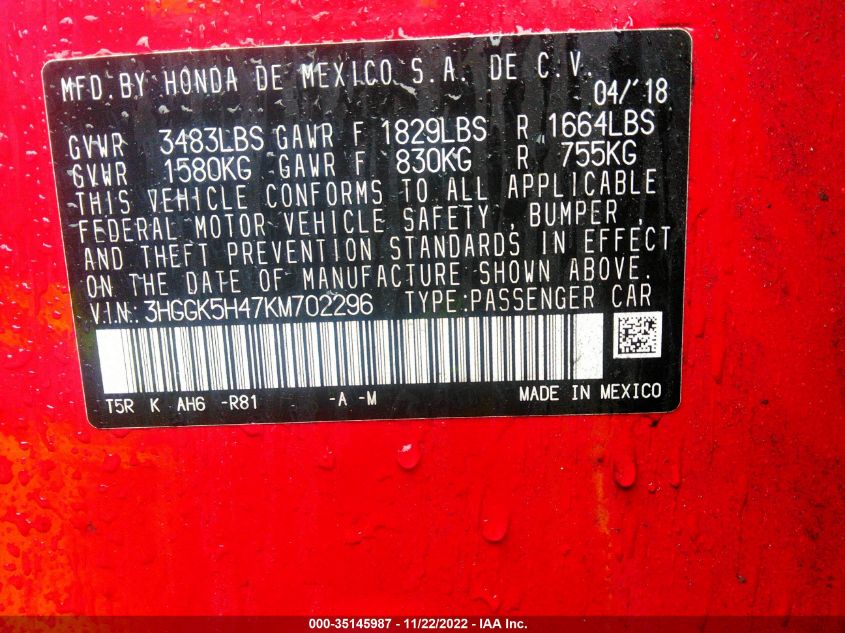 MFD BY HONDA DE MEXICO S.A. DE C.V.
04/'18
GVWR 3483LBS GAWR F 1829LBS R 1664LBS
GVWR 1580KG GAWR F 830KG R 755KG
THIS VEHICLE CONFORMS TO ALL APPLICABLE
FEDERAL MOTOR VEHICLE SAFETY, BUMPER,
AND THEFT PREVENTION STANDARDS IN EFFECT
ON THE DATE OF MANUFACTURE SHOWN ABOVE.
V.I.N.: 3HGGK5H47KM702296 TYPE:PASSENGER CAR
T5R K AH6 -R81 -A -M MADE IN MEXICO
000-35145987 - 11/22/2022 - IAA Inc.